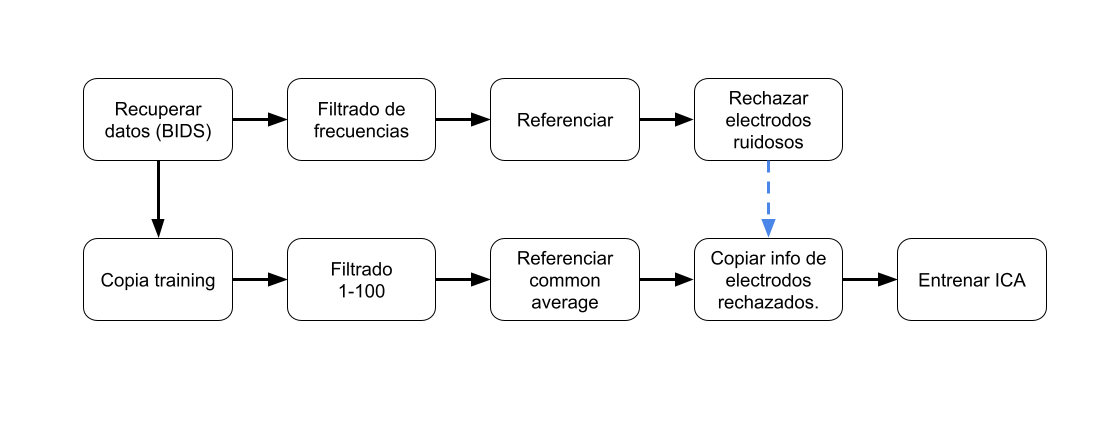 Recuperar
datos (BIDS)
Filtrado de
frecuencias
Referenciar
Rechazar
electrodos
ruidosos
Copia training
Filtrado
1-100
Referenciar
common
average
Copiar info de
electrodos
rechazados.
Entrenar ICA